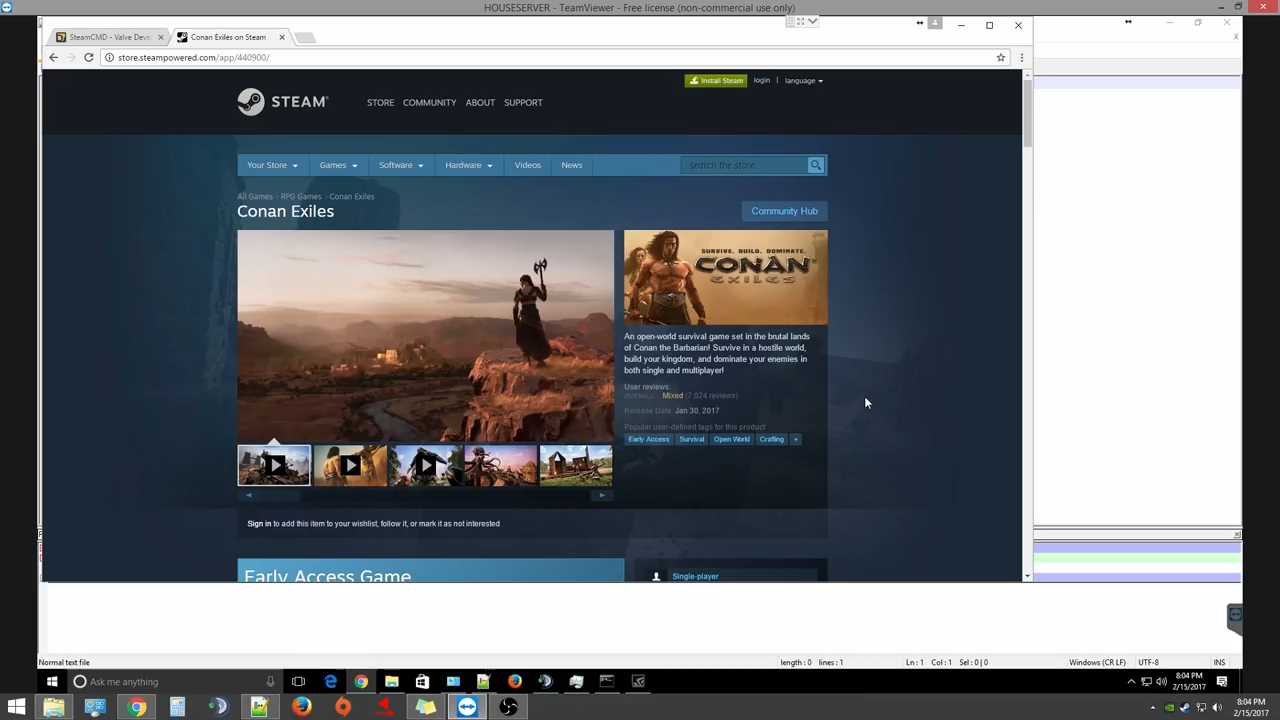 HOUSESERVER - TeamViewer - Free license (non-commercial use only)
SteamCMD - Valve Deve
Conan Exiles on Steam
store.steampowered.com/app/440900/
Install Steam
login
language
STEAM
STORE
COMMUNITY
ABOUT
SUPPORT
Your Store
Games
Software
Hardware
Videos
News
search the store
All Games > RPG Games > Conan Exiles
Conan Exiles
Community Hub
SURVIVE. BUILD. DOMINATE.
CONAN
EXILES
An open-world survival game set in the brutal lands
of Conan the Barbarian! Survive in a hostile world,
build your kingdom, and dominate your enemies in
both single and multiplayer!
User reviews:
OVERALL Mixed (7,024 reviews)
Release Date: Jan 30, 2017
Popular user-defined tags for this product
Early Access
Survival
Open World
Crafting
+
Sign in to add this item to your wishlist, follow it, or mark it as not interested
Early Access Game
Single-player
Normal text file
length : 0 lines : 1
Ln : 1 Col : 1 Sel : 0 | 0
Windows (CR LF)
UTF-8
INS
Ask me anything
8:04 PM
2/15/2017
8:04 PM
2/15/2017